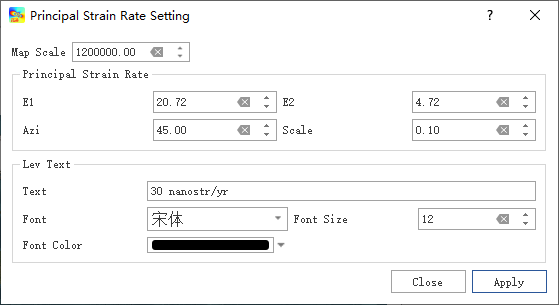 Principal Strain Rate Setting
Map Scale 1200000.00
Principal Strain Rate
E1 20.72 E2 4.72
Azi 45.00 Scale 0.10
Lev Text
Text 30 nanostr/yr
Font 宋体 Font Size 12
Font Color
Close Apply